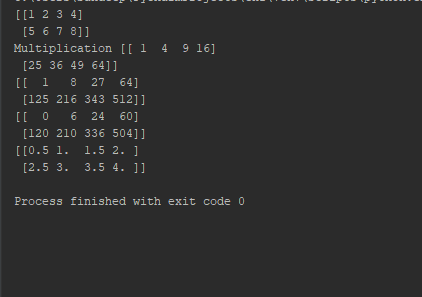 [[1 2 3 4]
 [5 6 7 8]]
Multiplication [[ 1  4  9 16]
 [25 36 49 64]]
[[  1   8  27  64]
 [125 216 343 512]]
[[  0   6  24  60]
 [120 210 336 504]]
[[0.5 1.  1.5 2. ]
 [2.5 3.  3.5 4. ]]
Process finished with exit code 0